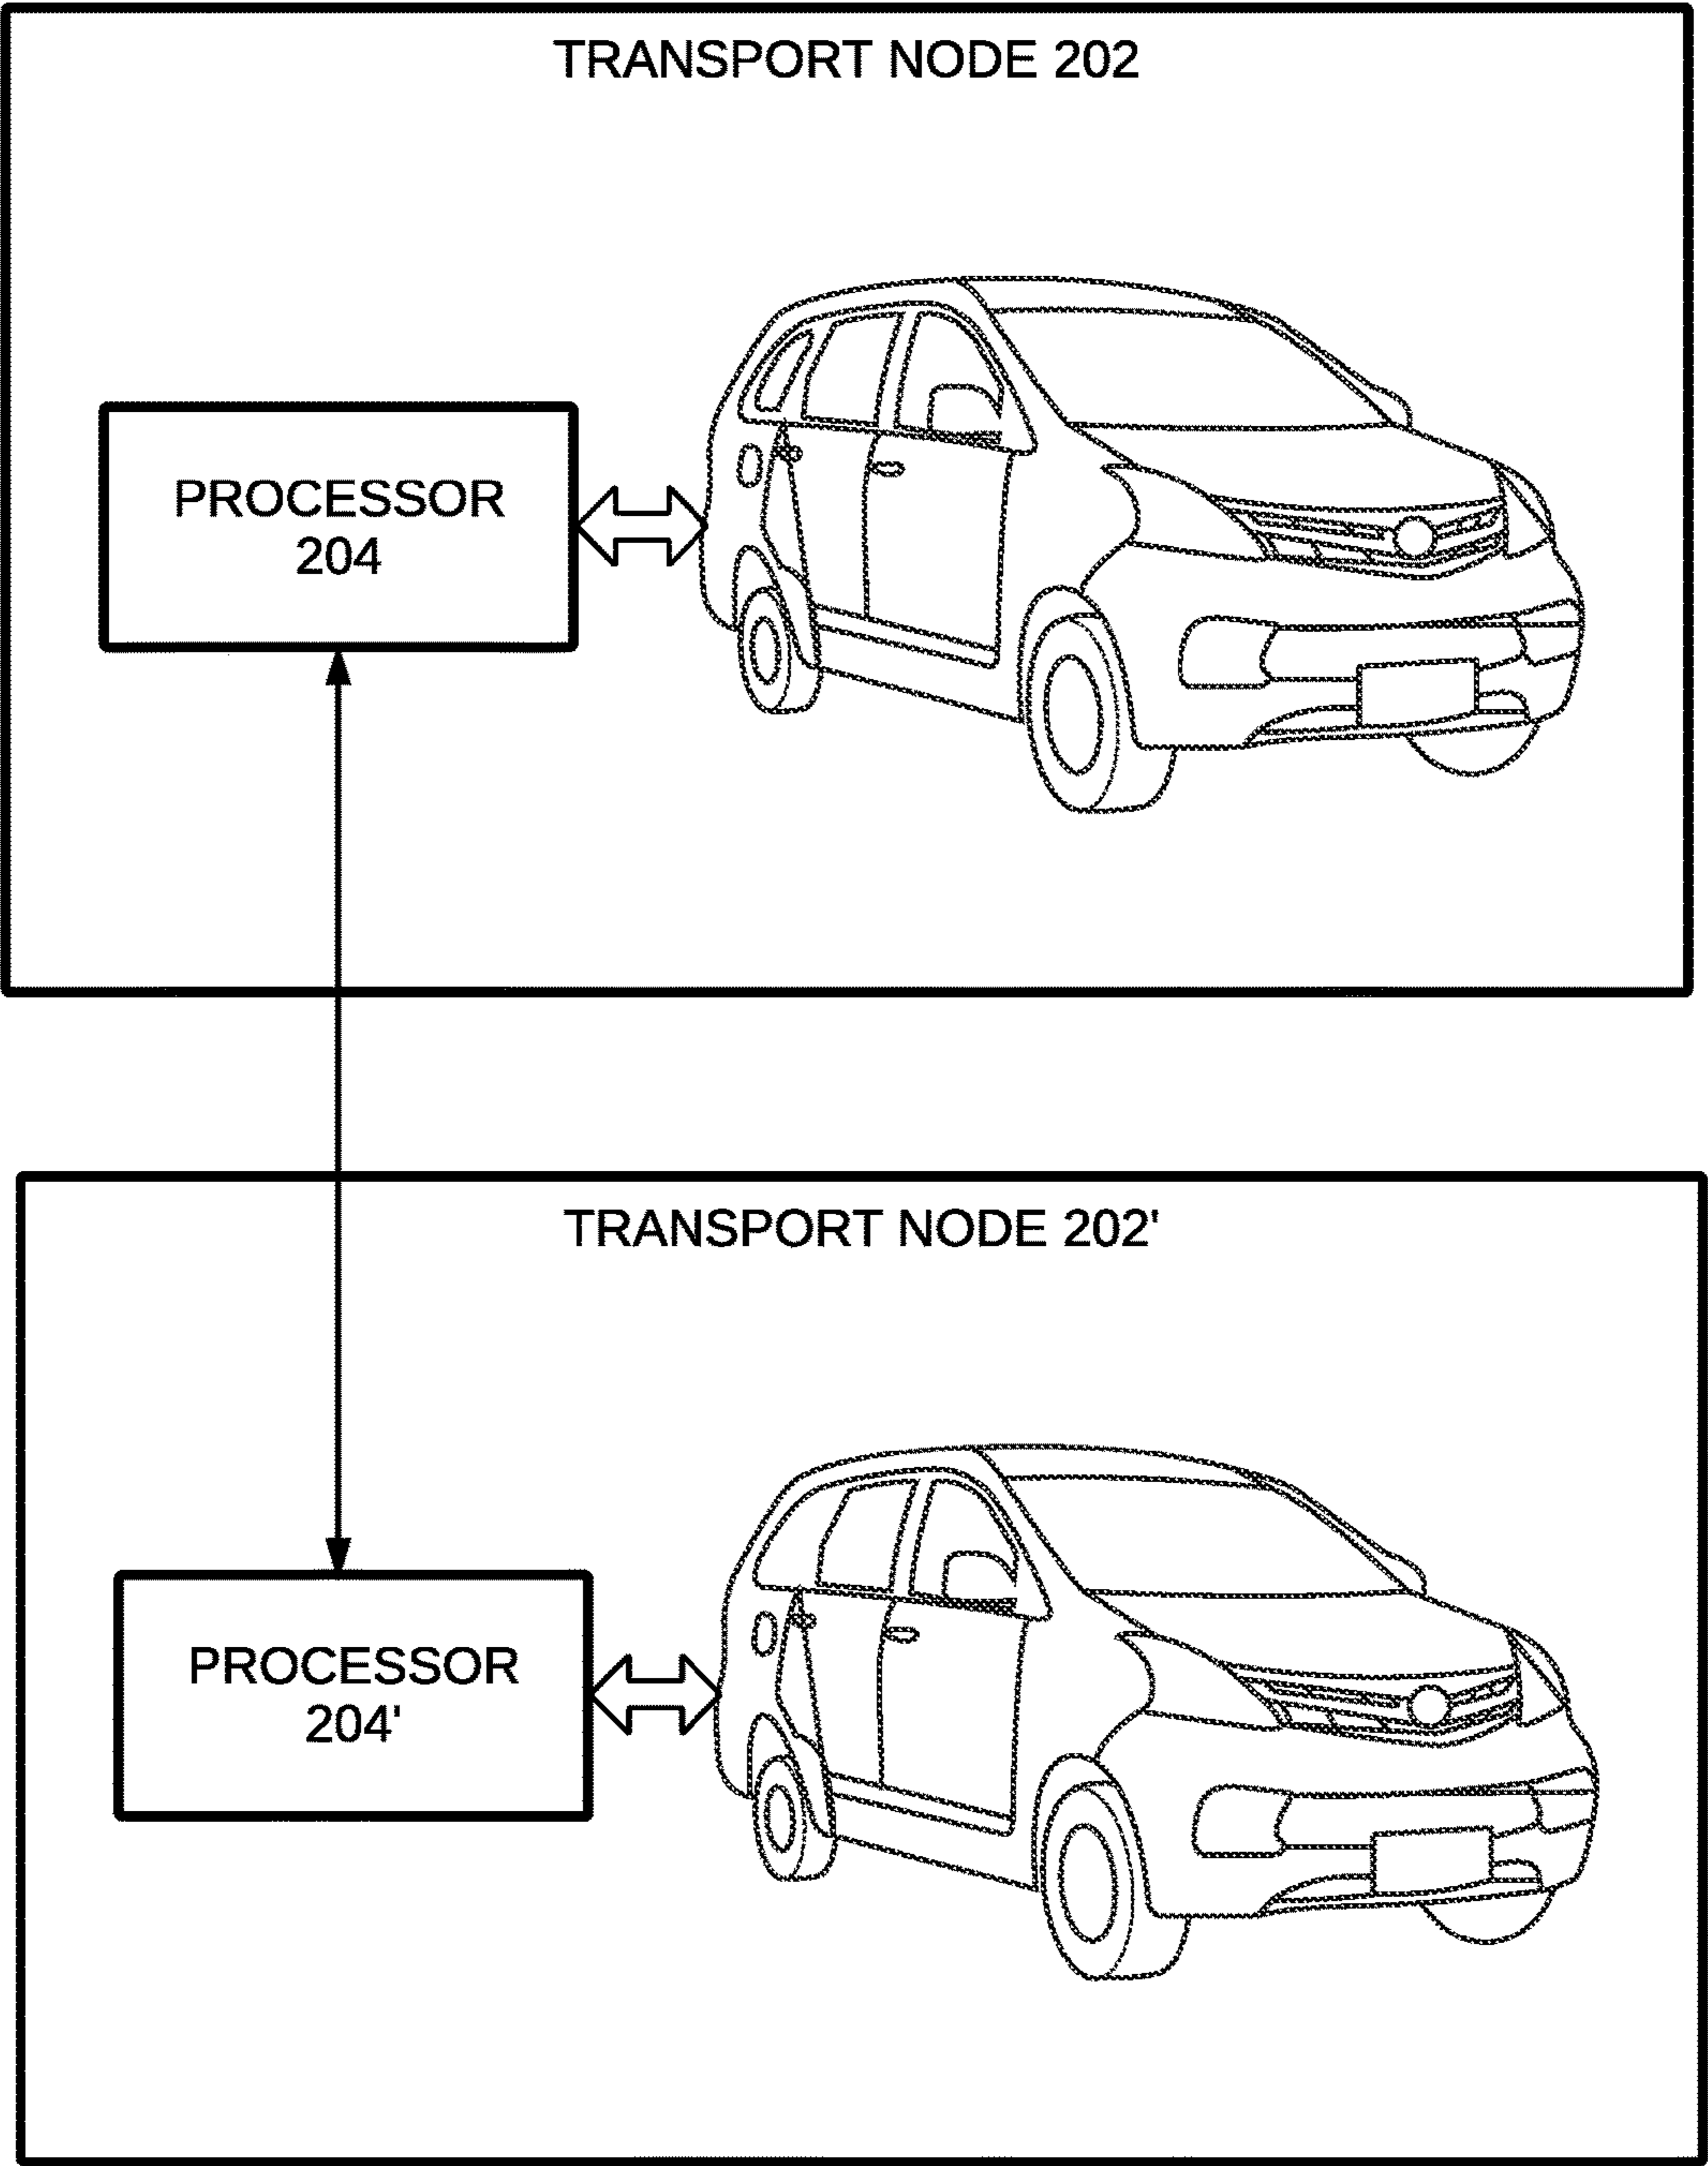 TRANSPORT NODE 202
PROCESSOR
204
TRANSPORT NODE 202'
PROCESSOR
204'